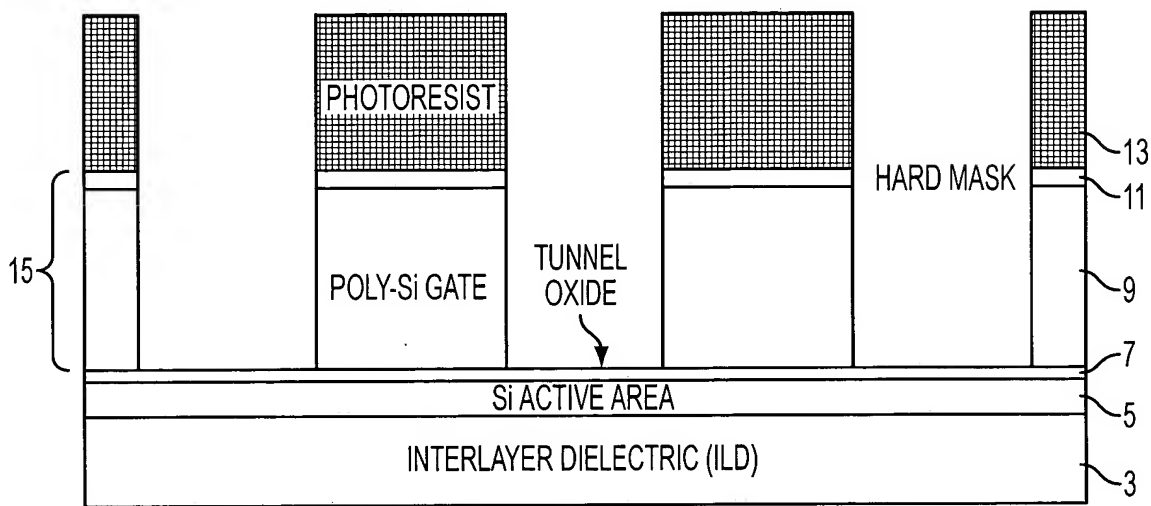 PHOTORESIST
13
HARD MASK
11
15
TUNNEL
OXIDE
POLY-Si GATE
9
7
Si ACTIVE AREA
5
INTERLAYER DIELECTRIC (ILD)
3